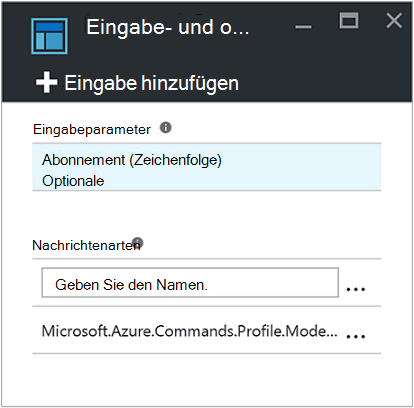 Eingabe- und o...
Eingabe hinzufügen
Eingabeparameter
Abonnement (Zeichenfolge)
Optionale
Nachrichtenarten
Geben Sie den Namen.
...
Microsoft.Azure.Commands.Profile.Mode... ...